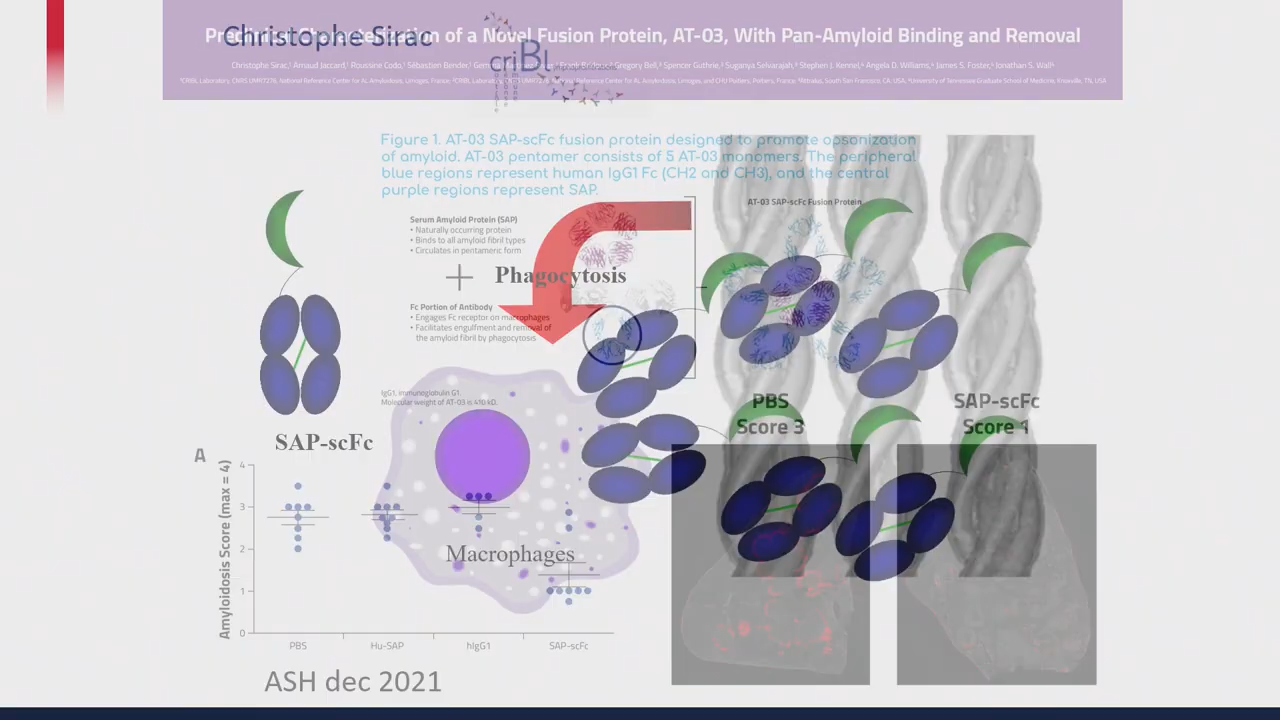 Christophe Sirac
Preclinical Characterization of a Novel Fusion Protein, AT-03, With Pan-Amyloid Binding and Removal
criBL
Figure 1. AT-03 SAP-scFc fusion protein designed to promote opsonization
of amyloid. AT-03 pentamer consists of 5 AT-03 monomers. The peripheral
blue regions represent human IgG1 Fc (CH2 and CH3), and the central
purple regions represent SAP.
Serum Amyloid Protein (SAP)
• Naturally occurring protein
• Binds to all amyloid fibril types
• Circulates in pentameric form
AT-03 SAP-scFc Fusion Protein
+ Phagocytosis
Fc Portion of Antibody
• Engages Fc receptor on macrophages
• Facilitates engulfment and removal of
the amyloid fibril by phagocytosis
IgG1, immunoglobulin G1.
Molecular weight of AT-03 is 410 kD.
PBS
Score 3
SAP-scFc
Score 1
SAP-scFc
A
Amyloidosis Score (max = 4)
4
3
2
1
0
Macrophages
PBS
Hu-SAP
hIgG1
SAP-scFc
ASH dec 2021